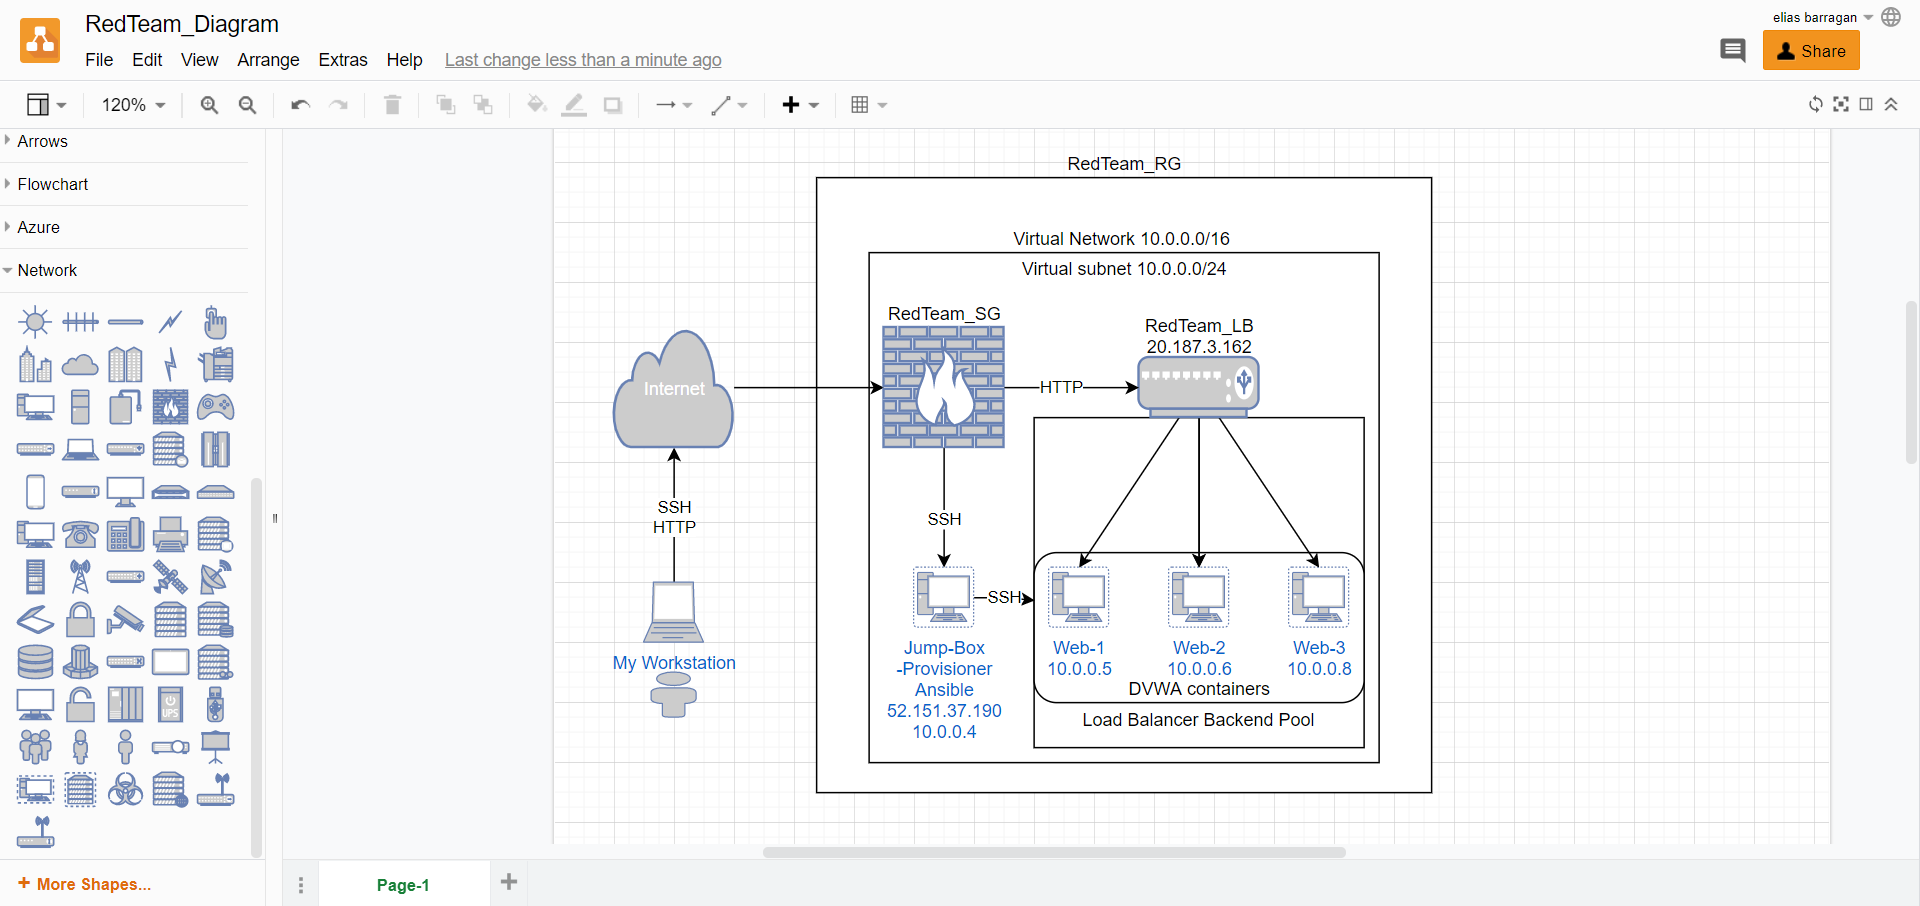 RedTeam_Diagram
elias barragan
File Edit View Arrange Extras Help Last change less than a minute ago
Share
120%
Arrows
Flowchart
Azure
Network
UPS
More Shapes...
RedTeam_RG
Virtual Network 10.0.0.0/16
Virtual subnet 10.0.0.0/24
RedTeam_SG
RedTeam_LB
20.187.3.162
Internet
HTTP
SSH
HTTP
SSH
SSH
My Workstation
Jump-Box
-Provisioner
Ansible
52.151.37.190
10.0.0.4
Web-1
10.0.0.5
Web-2
10.0.0.6
Web-3
10.0.0.8
DVWA containers
Load Balancer Backend Pool
Page-1